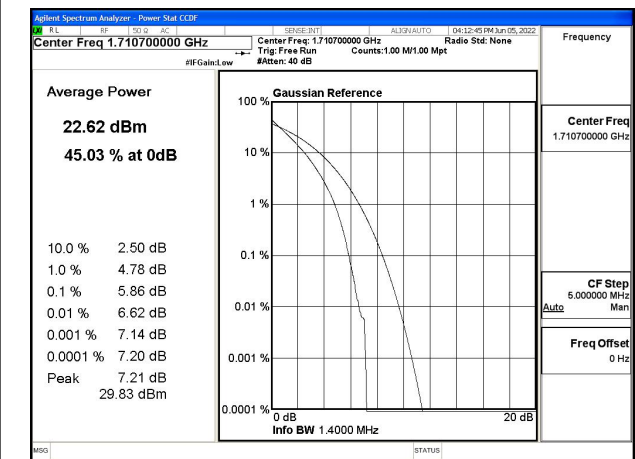 Agilent Spectrum Analyzer - Power Stat CCDF
LXI RL RF 50 Ω AC SENSE:INT ALIGN AUTO 04:12:45 PM Jun 05, 2022
Center Freq 1.710700000 GHz
Center Freq: 1.710700000 GHz Radio Std: None
Trig: Free Run Counts:1.00 M/1.00 Mpt
#IFGain:Low #Atten: 40 dB
Frequency
Average Power
22.62 dBm
45.03 % at 0dB
10.0 % 2.50 dB
1.0 % 4.78 dB
0.1 % 5.86 dB
0.01 % 6.62 dB
0.001 % 7.14 dB
0.0001 % 7.20 dB
Peak 7.21 dB
29.83 dBm
Gaussian Reference
100 %
10 %
1 %
0.1 %
0.01 %
0.001 %
0.0001 %
0 dB 20 dB
Info BW 1.4000 MHz
Center Freq
1.710700000 GHz
CF Step
5.000000 MHz
Auto Man
Freq Offset
0 Hz
MSG STATUS